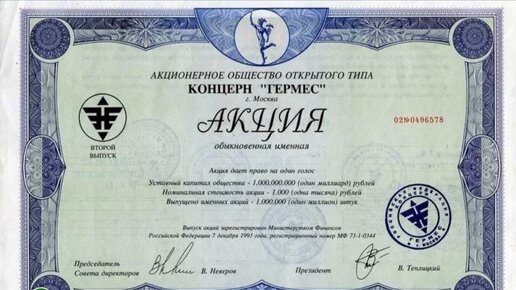 АКЦИОНЕРНОЕ ОБЩЕСТВО ОТКРЫТОГО ТИПА
КОНЦЕРН "ГЕРМЕС"
г. Москва
АКЦИЯ
02№0496578
обыкновенная именная
ВТОРОЙ
ВЫПУСК
Акция дает право на один голос
Уставный капитал общества - 1.000,000.000 (один миллиард) рублей
Номинальная стоимость акции - 1.000 (одна тысяча) рублей
Выпущено именных акций - 1.000.000 (один миллион) штук
Выпуск акций зарегистрирован Министерством Финансов
Российской Федерации 7 декабря 1993 года, регистрационный номер МФ 73-1-0344
Председатель
Совета директоров
В. Неверов
Президент
В. Теплицкий